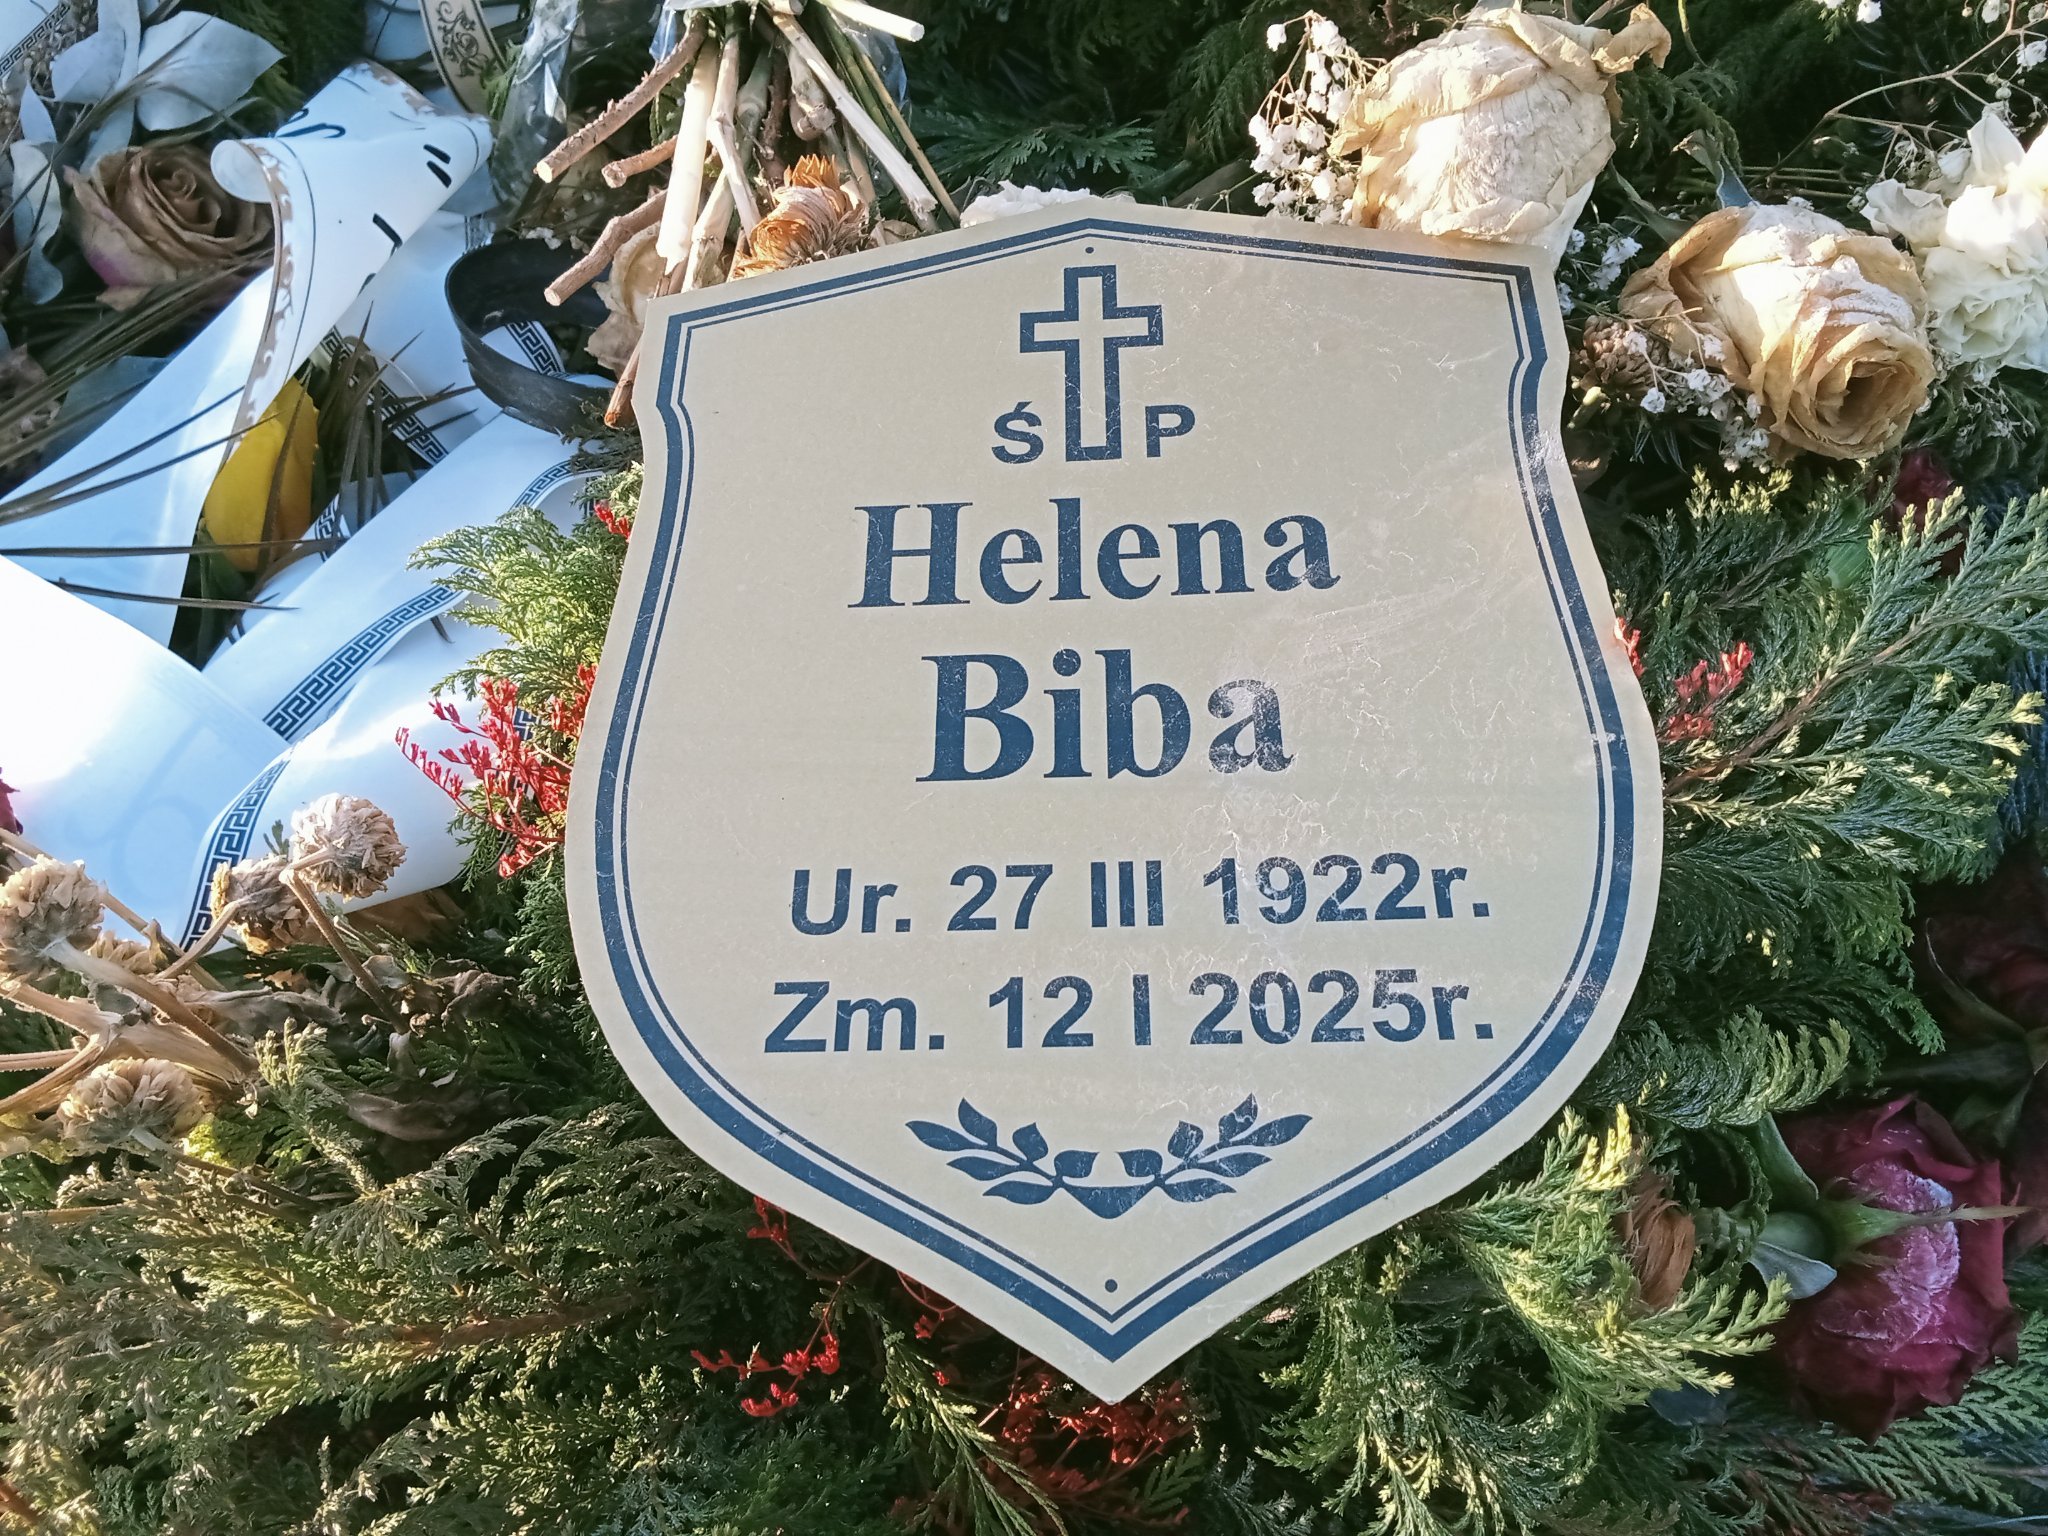 Ś P
Helena
Biba
Ur. 27 III 1922r.
Zm. 12 I 2025r.